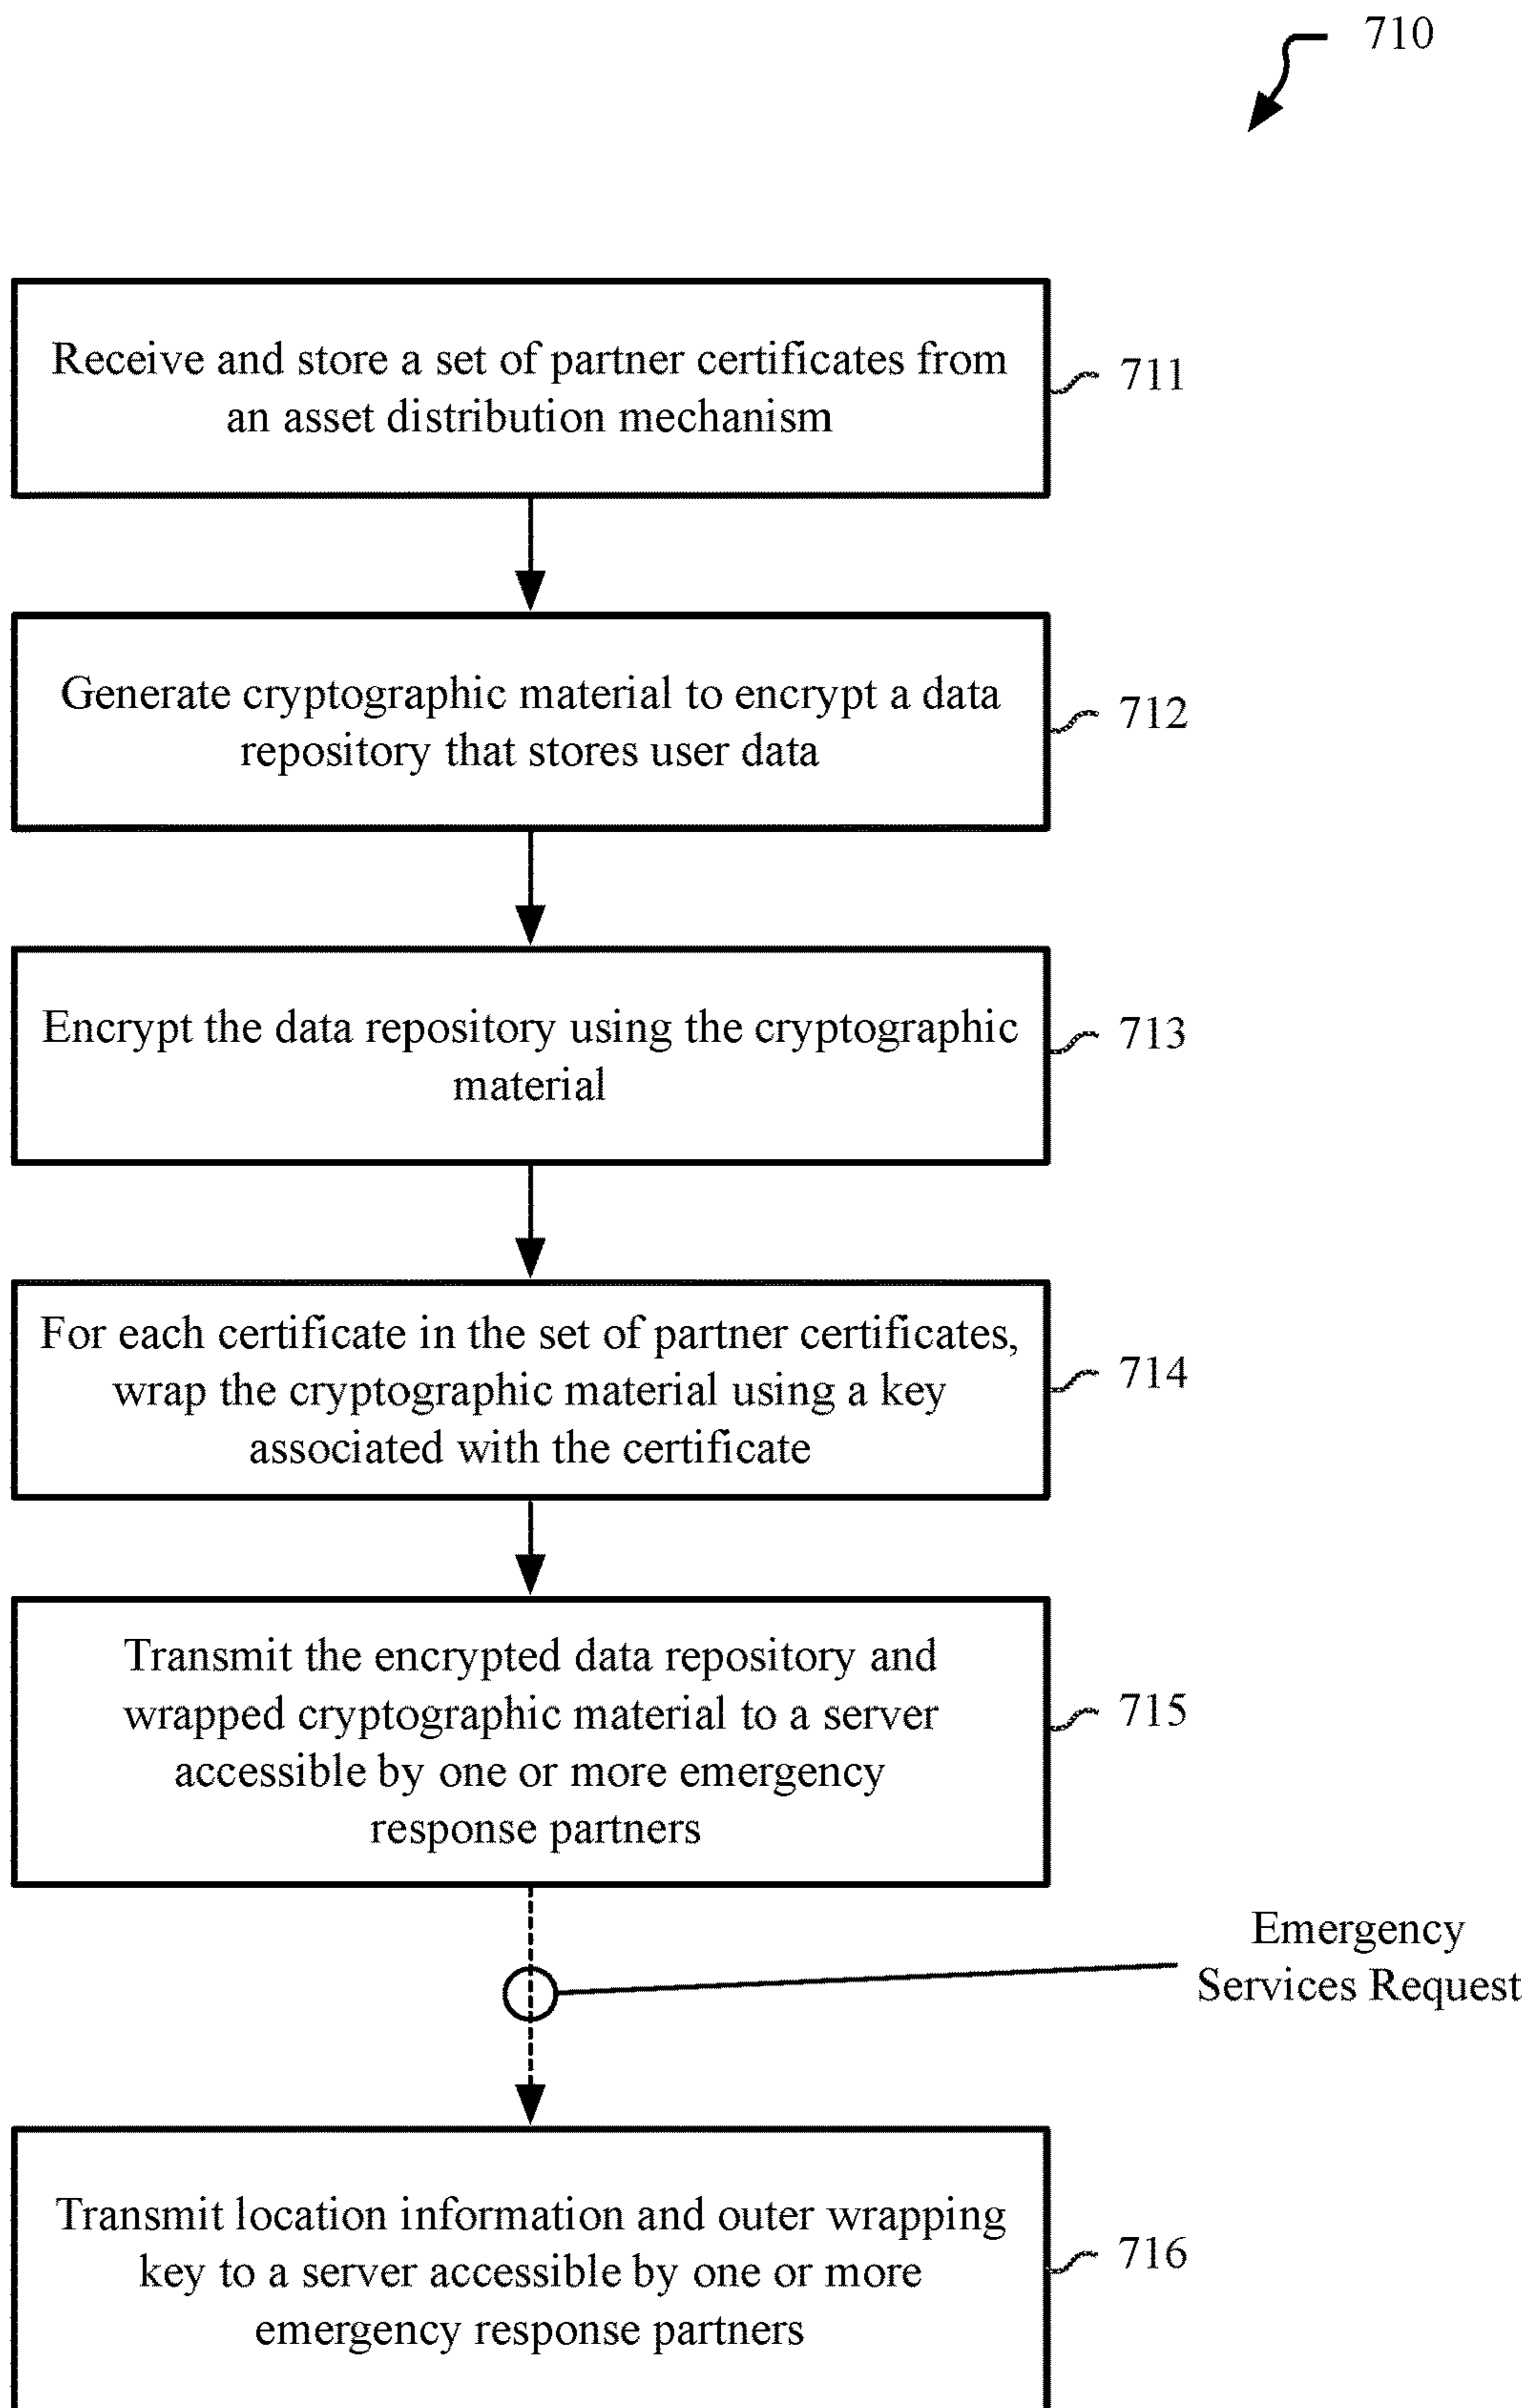 710
Receive and store a set of partner certificates from
an asset distribution mechanism
711
Generate cryptographic material to encrypt a data
repository that stores user data
712
Encrypt the data repository using the cryptographic
material
713
For each certificate in the set of partner certificates,
wrap the cryptographic material using a key
associated with the certificate
714
Transmit the encrypted data repository and
wrapped cryptographic material to a server
accessible by one or more emergency
response partners
715
Emergency
Services Request
Transmit location information and outer wrapping
key to a server accessible by one or more
emergency response partners
716